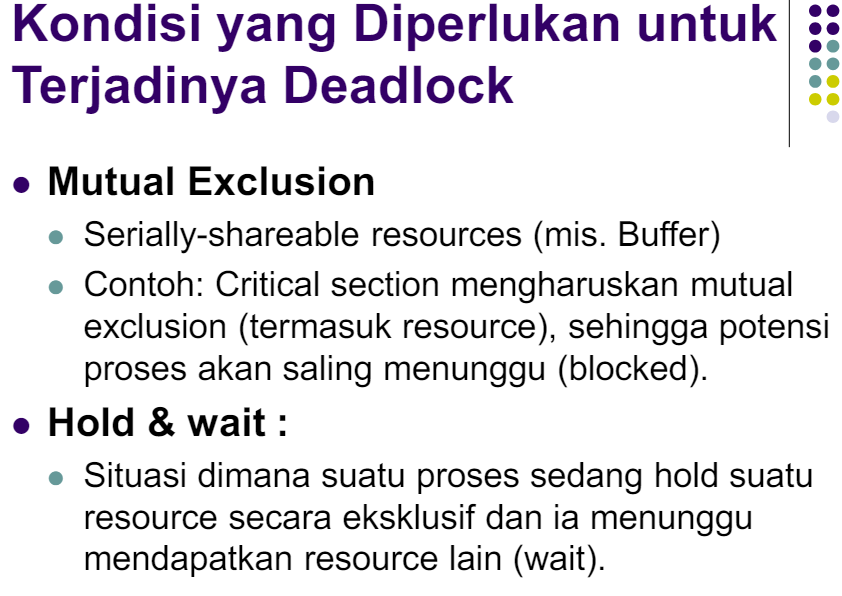 Kondisi yang Diperlukan untuk
Terjadinya Deadlock
Mutual Exclusion
Serially-shareable resources (mis. Buffer)
Contoh: Critical section mengharuskan mutual
exclusion (termasuk resource), sehingga potensi
proses akan saling menunggu (blocked).
Hold & wait :
Situasi dimana suatu proses sedang hold suatu
resource secara eksklusif dan ia menunggu
mendapatkan resource lain (wait).